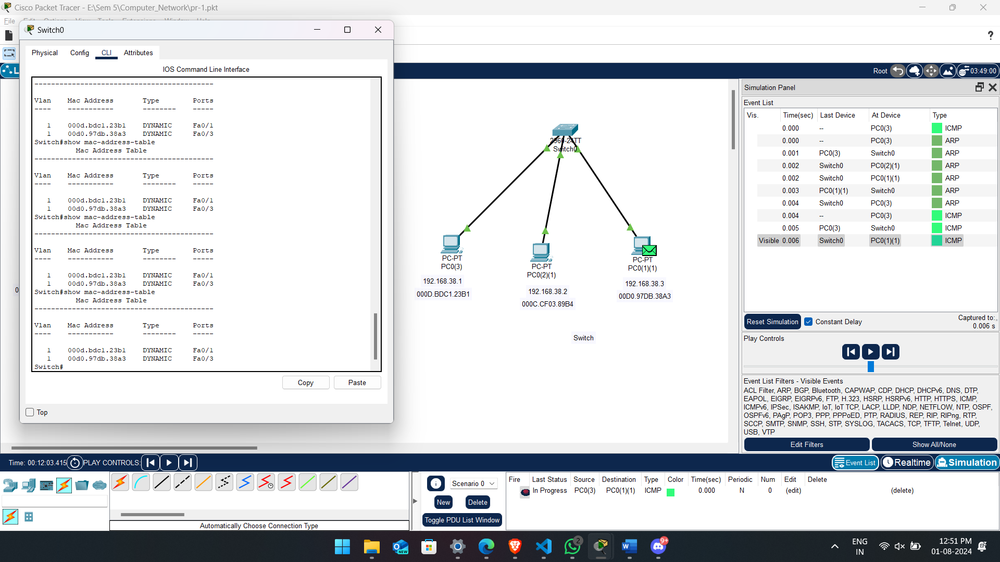 Cisco Packet Tracer - E:\Sem 5\Computer_Network\pr-1.pkt
File Edit Options View Tools Extensions Window Help
Switch0
?
Physical Config CLI Attributes
IOS Command Line Interface
L
Root 03:49:00
------------------------------------------
Vlan Mac Address Type Ports
---- ----------- -------- -----
1 000d.bdc1.23b1 DYNAMIC Fa0/1
1 00d0.97db.38a3 DYNAMIC Fa0/3
Switch#show mac-address-table
Mac Address Table
-------------------------------------------
Vlan Mac Address Type Ports
---- ----------- -------- -----
1 000d.bdc1.23b1 DYNAMIC Fa0/1
1 00d0.97db.38a3 DYNAMIC Fa0/3
Switch#show mac-address-table
Mac Address Table
-------------------------------------------
Vlan Mac Address Type Ports
---- ----------- -------- -----
1 000d.bdc1.23b1 DYNAMIC Fa0/1
1 00d0.97db.38a3 DYNAMIC Fa0/3
Switch#show mac-address-table
Mac Address Table
-------------------------------------------
Vlan Mac Address Type Ports
---- ----------- -------- -----
1 000d.bdc1.23b1 DYNAMIC Fa0/1
1 00d0.97db.38a3 DYNAMIC Fa0/3
Switch#
Copy Paste
Top
0
2960-24TT
Switch0
PC-PT
PC0(3)
192.168.38.1
000D.BDC1.23B1
PC-PT
PC0(2)(1)
192.168.38.2
000C.CF03.89B4
PC-PT
PC0(1)(1)
192.168.38.3
00D0.97DB.38A3
Switch
Simulation Panel
Event List
Vis. Time(sec) Last Device At Device Type
0.000 -- PC0(3) ICMP
0.000 -- PC0(3) ARP
0.001 PC0(3) Switch0 ARP
0.002 Switch0 PC0(2)(1) ARP
0.002 Switch0 PC0(1)(1) ARP
0.003 PC0(1)(1) Switch0 ARP
0.004 Switch0 PC0(3) ARP
0.004 -- PC0(3) ICMP
0.005 PC0(3) Switch0 ICMP
Visible 0.006 Switch0 PC0(1)(1) ICMP
Reset Simulation Constant Delay Captured to:
0.006 s
Play Controls
Event List Filters - Visible Events
ACL Filter, ARP, BGP, Bluetooth, CAPWAP, CDP, DHCP, DHCPv6, DNS, DTP,
EAPOL, EIGRP, EIGRPv6, FTP, H.323, HSRP, HSRPv6, HTTP, HTTPS, ICMP,
ICMPv6, IPSec, ISAKMP, IoT, IoT TCP, LACP, LLDP, NDP, NETFLOW, NTP, OSPF,
OSPFv6, PAgP, POP3, PPP, PPPoED, PTP, RADIUS, REP, RIP, RIPng, RTP,
SCCP, SMTP, SNMP, SSH, STP, SYSLOG, TACACS, TCP, TFTP, Telnet, UDP,
USB, VTP
Edit Filters Show All/None
Time: 00:12:03.415 PLAY CONTROLS: Event List Realtime Simulation
Automatically Choose Connection Type
Scenario 0
New Delete
Toggle PDU List Window
Fire Last Status Source Destination Type Color Time(sec) Periodic Num Edit Delete
In Progress PC0(3) PC0(1)(1) ICMP 0.000 N 0 (edit) (delete)
NEW
2
W
9+
ENG
IN
12:51 PM
01-08-2024